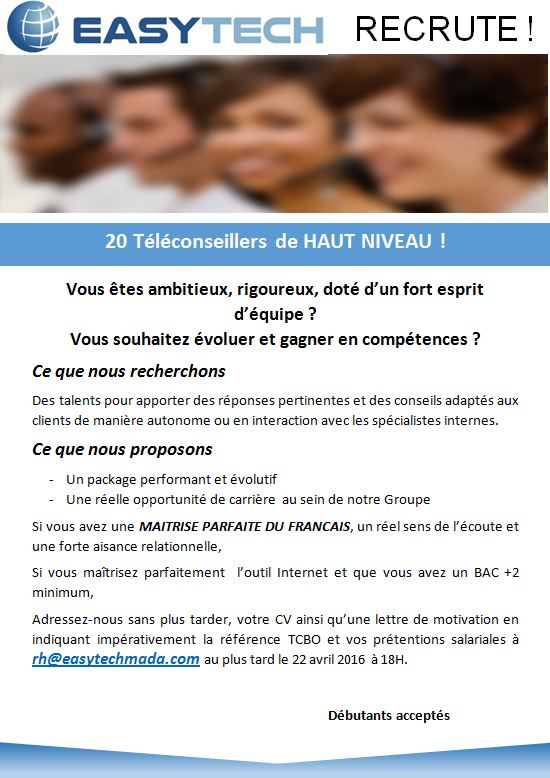 EASYTECH RECRUTE !
20 Téléconseillers de HAUT NIVEAU !
Vous êtes ambitieux, rigoureux, doté d’un fort esprit
d’équipe ?
Vous souhaitez évoluer et gagner en compétences ?
Ce que nous recherchons
Des talents pour apporter des réponses pertinentes et des conseils adaptés aux
clients de manière autonome ou en interaction avec les spécialistes internes.
Ce que nous proposons
- Un package performant et évolutif
- Une réelle opportunité de carrière au sein de notre Groupe
Si vous avez une MAITRISE PARFAITE DU FRANCAIS, un réel sens de l’écoute et
une forte aisance relationnelle,
Si vous maîtrisez parfaitement l’outil Internet et que vous avez un BAC +2
minimum,
Adressez-nous sans plus tarder, votre CV ainsi qu’une lettre de motivation en
indiquant impérativement la référence TCBO et vos prétentions salariales à
rh@easytechmada.com au plus tard le 22 avril 2016 à 18H.
Débutants acceptés